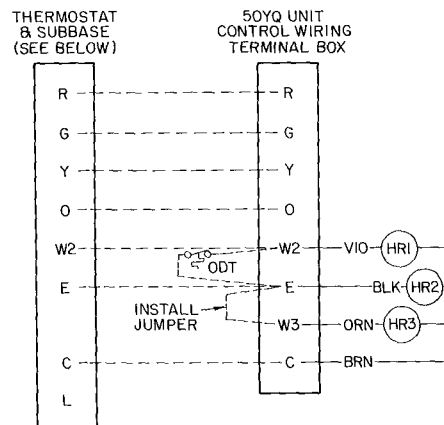 THERMOSTAT
& SUBBASE
(SEE BELOW)
50YQ UNIT
CONTROL WIRING
TERMINAL BOX
R R
G G
Y Y
O O
W2 W2 VIO HR1
ODT
E E BLK HR2
INSTALL
JUMPER
W3 ORN HR3
C C BRN
L